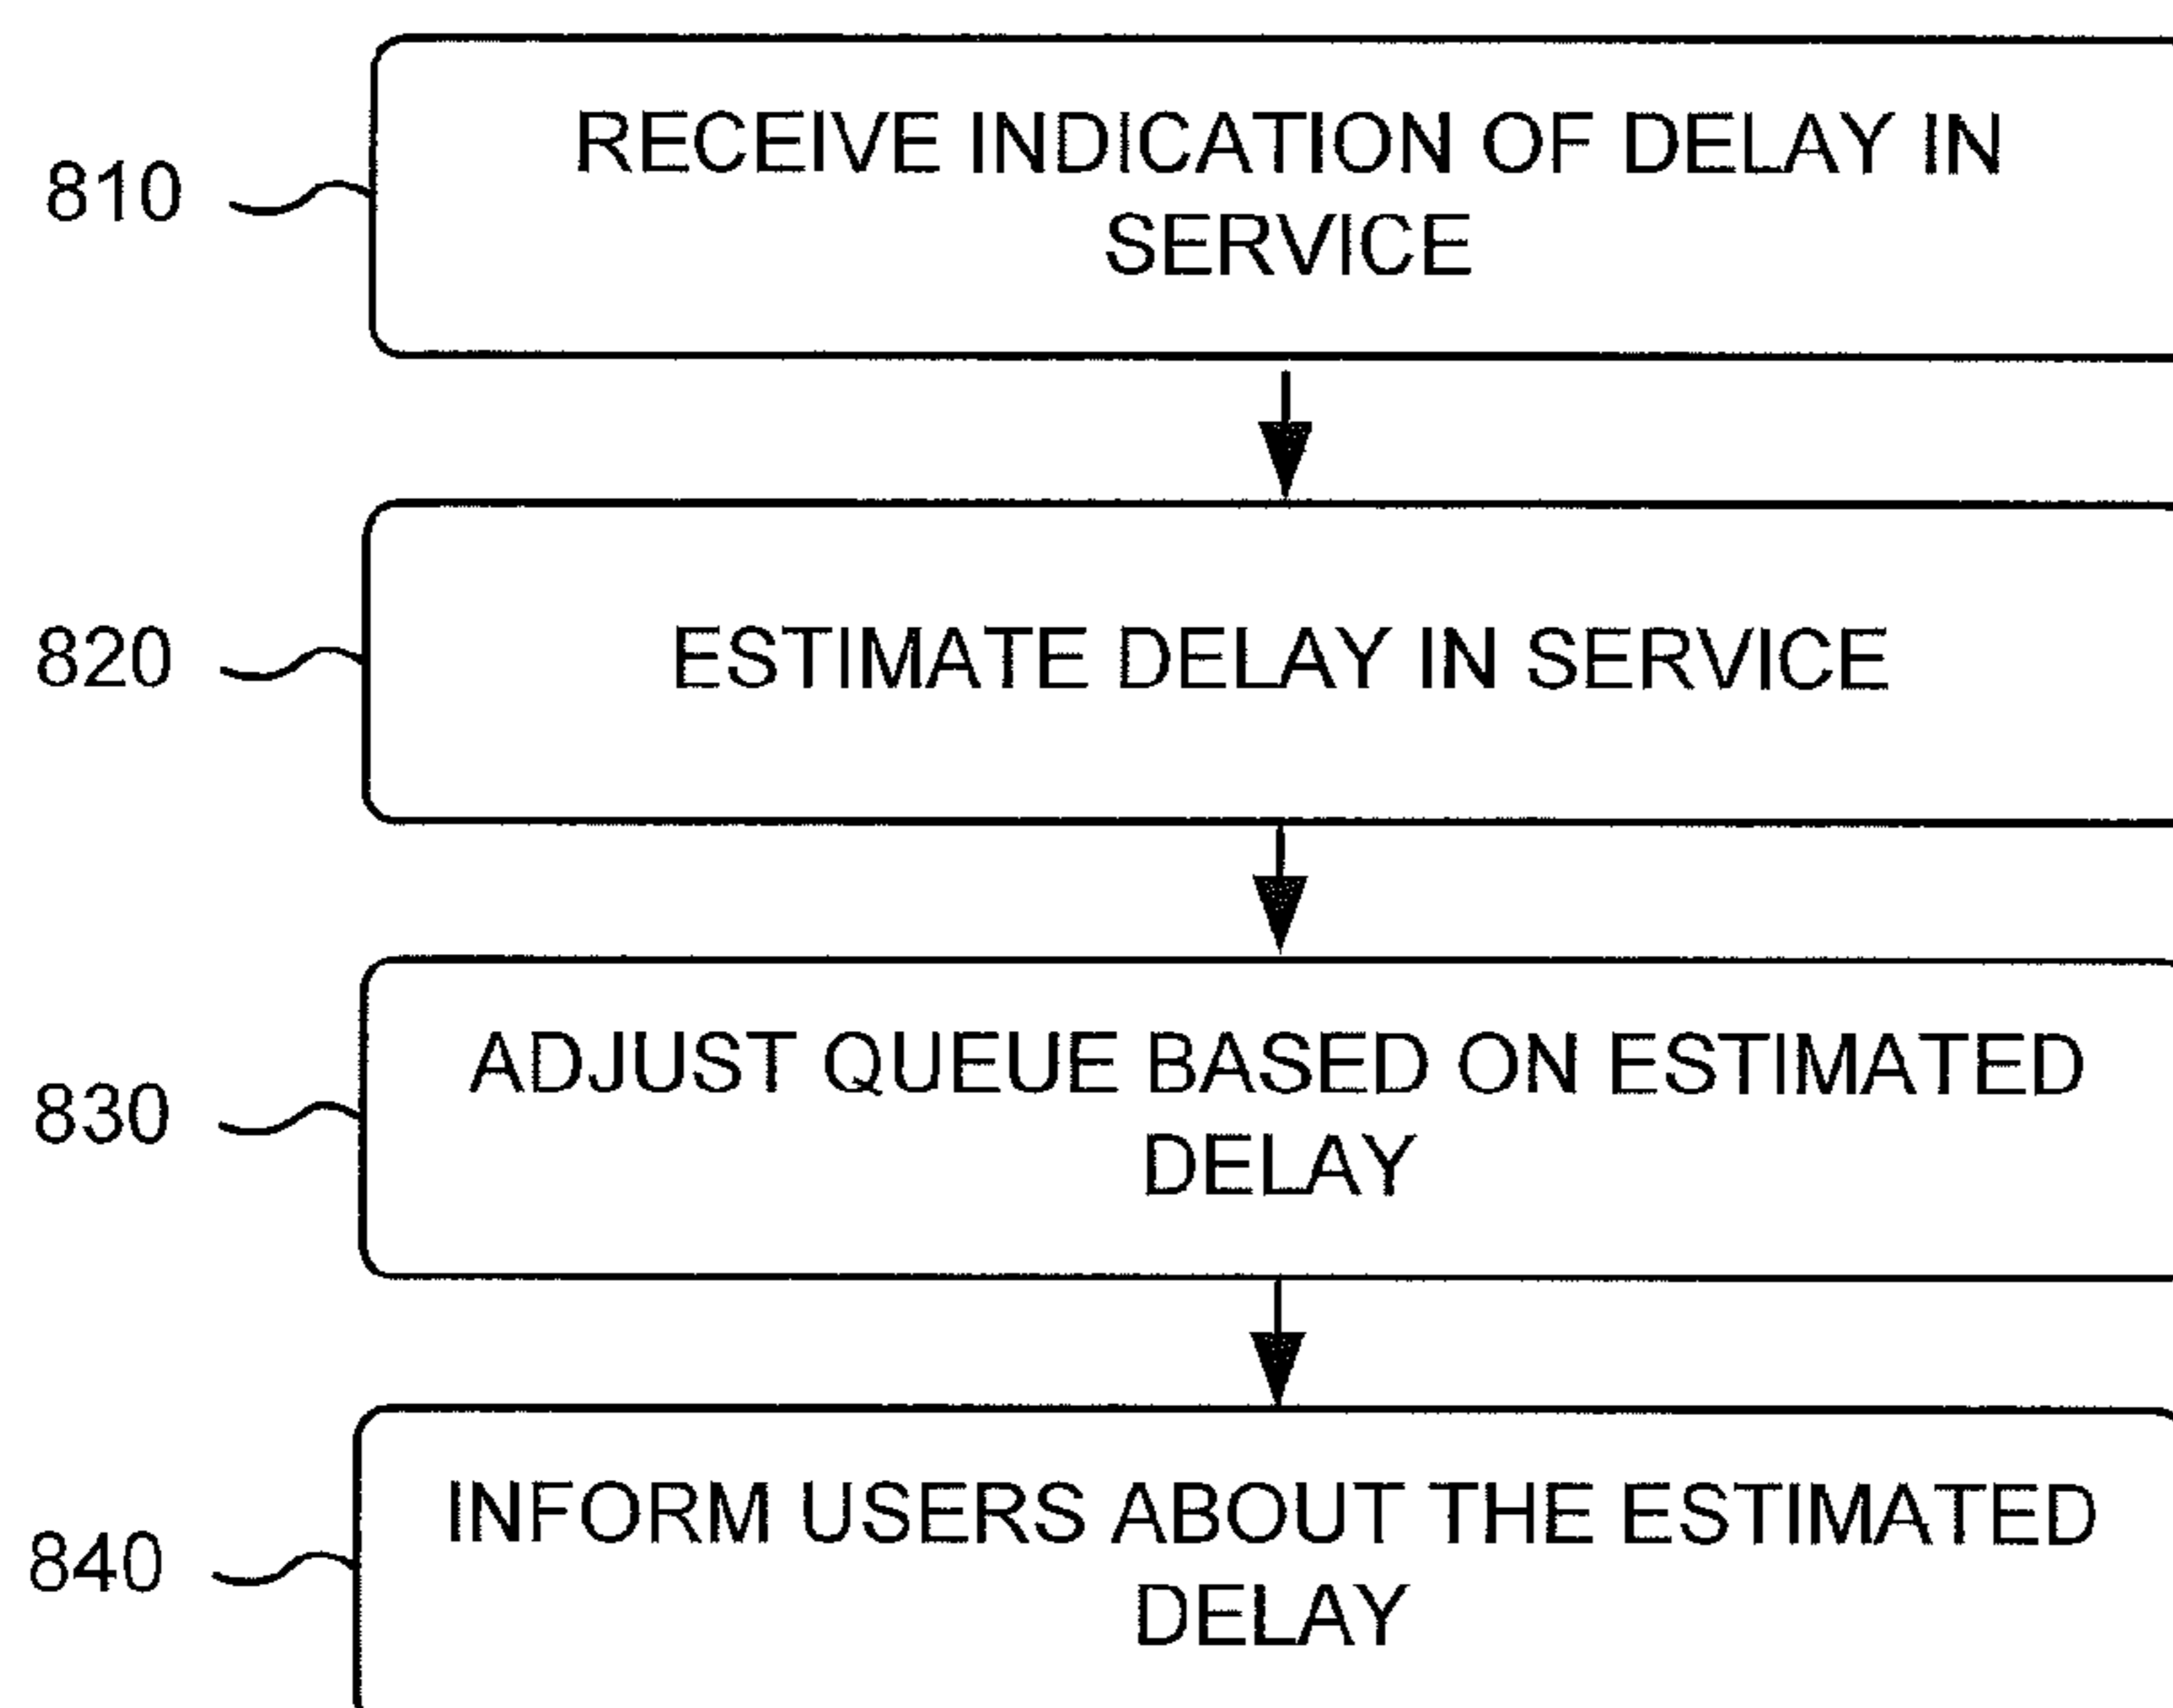 810
RECEIVE INDICATION OF DELAY IN
SERVICE
820
ESTIMATE DELAY IN SERVICE
830
ADJUST QUEUE BASED ON ESTIMATED
DELAY
840
INFORM USERS ABOUT THE ESTIMATED
DELAY